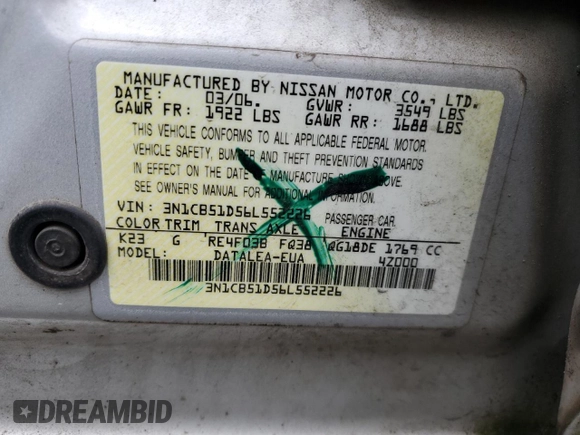 MANUFACTURED BY NISSAN MOTOR CO., LTD.
DATE: 03/06. GVWR: 3549 LBS
GAWR FR: 1922 LBS GAWR RR: 1688 LBS
THIS VEHICLE CONFORMS TO ALL APPLICABLE FEDERAL MOTOR
VEHICLE SAFETY, BUMPER AND THEFT PREVENTION STANDARDS
IN EFFECT ON THE DATE OF MANUFACTURE SHOWN ABOVE.
SEE OWNER'S MANUAL FOR ADDITIONAL INFORMATION.
VIN: 3N1CB51D56L552226 PASSENGER CAR
COLOR TRIM TRANS AXLE ENGINE
K23 G RE4F03B FQ38 QG18DE 1769 CC
MODEL: DATALEA-EUA 4Z000
3N1CB51D56L552226
DREAMBID